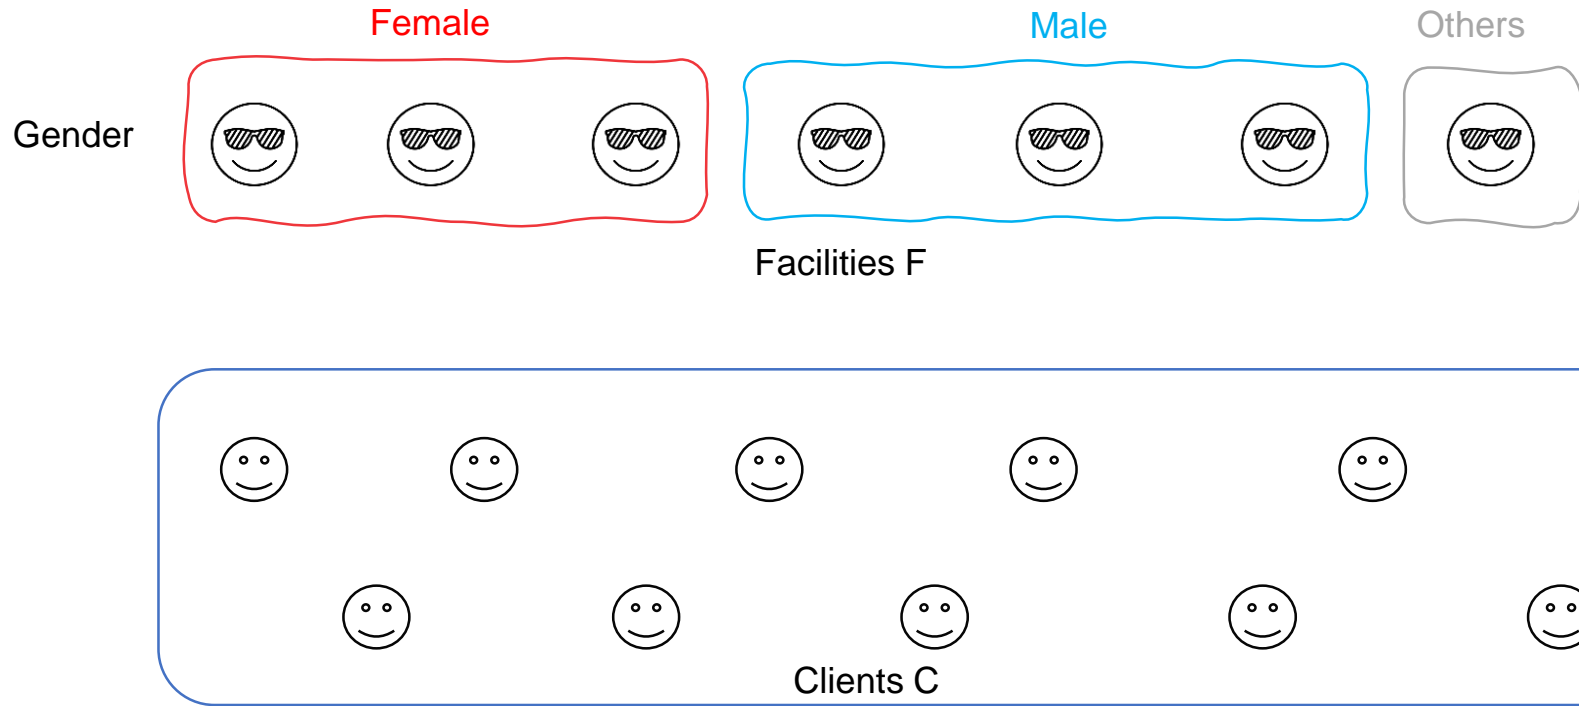 Female
Male
Others
Gender
Facilities F
Clients C